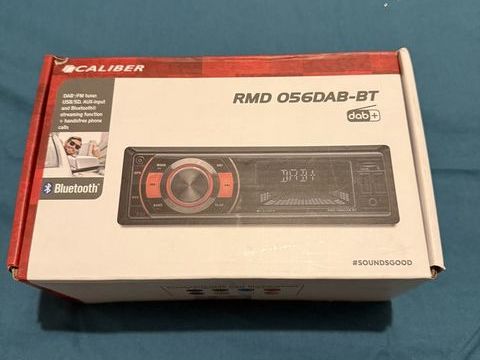 CALIBER
DAB+/FM tuner,
USB/SD, AUX-input
and Bluetooth®
streaming function
+ handsfree phone
calls
RMD 056DAB-BT
dab+
Bluetooth®
DAB+
#SOUNDSGOOD